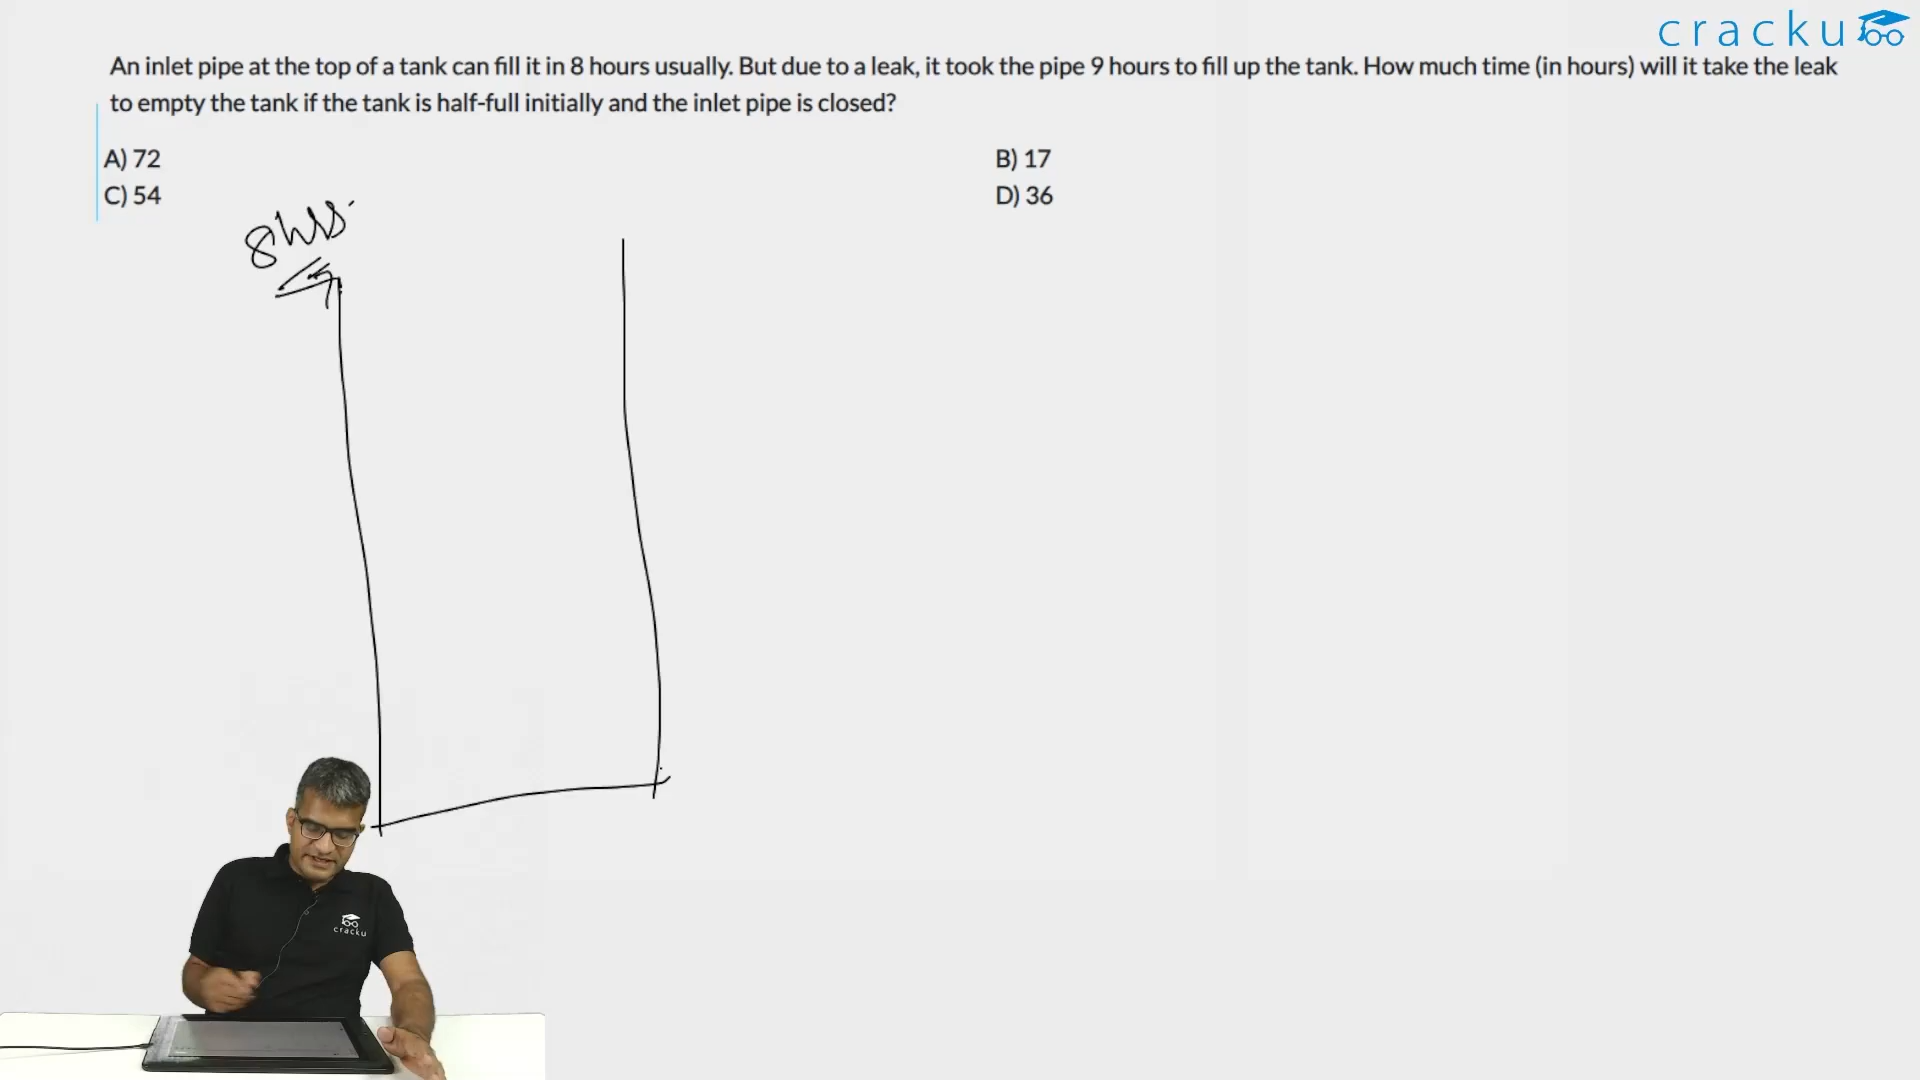 cracku
An inlet pipe at the top of a tank can fill it in 8 hours usually. But due to a leak, it took the pipe 9 hours to fill up the tank. How much time (in hours) will it take the leak
to empty the tank if the tank is half-full initially and the inlet pipe is closed?
A) 72
B) 17
C) 54
D) 36
8 hrs.
cracku